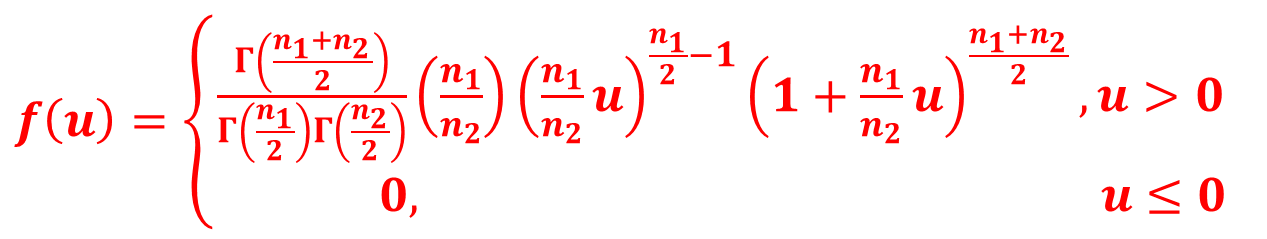 f(u) = { Γ((n₁+n₂)/2) / (Γ(n₁/2)Γ(n₂/2)) (n₁/n₂) (n₁/n₂ u)^(n₁/2 −1) (1 + n₁/n₂ u)^((n₁+n₂)/2) , u > 0
0, u ≤ 0